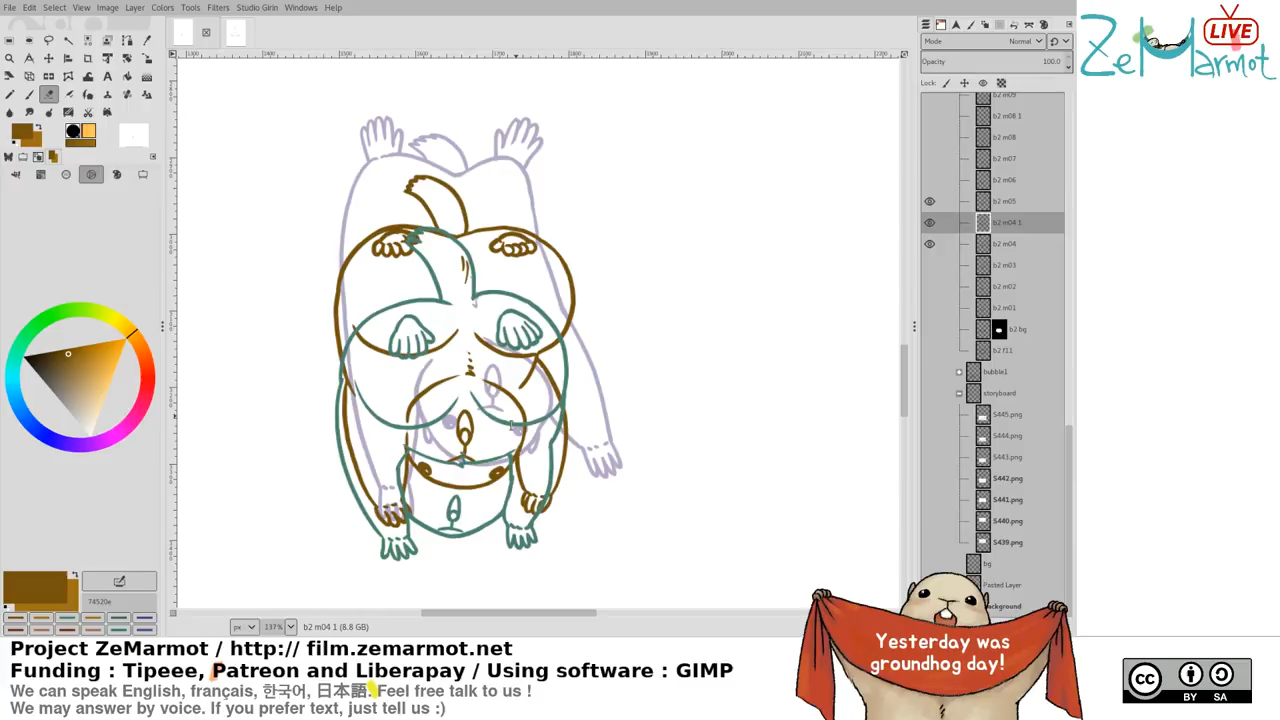 File Edit Select View Image Layer Colors Tools Filters Studio Girin Windows Help
ZeMarmot LIVE
Mode Normal
Opacity 100.0
Lock:
b2 m09
b2 m08 1
b2 m08
b2 m07
b2 m06
b2 m05
b2 m04 1
b2 m04
b2 m03
b2 m02
b2 m01
b2 bg
b2 f11
bubble1
storyboard
S445.png
S444.png
S443.png
S442.png
S441.png
S440.png
S439.png
bg
Pasted Layer
Background
74520e
px 137% b2 m04 1 (8.8 GB)
Yesterday was
groundhog day!
Project ZeMarmot / http:// film.zemarmot.net
Funding : Tipeee, Patreon and Liberapay / Using software : GIMP
We can speak English, français, 한국어, 日本語. Feel free talk to us !
We may answer by voice. If you prefer text, just tell us :)
cc BY SA